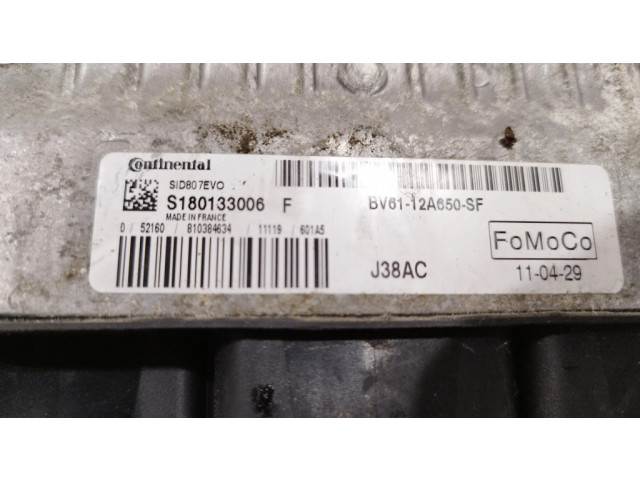 Continental
SID807EVO
S180133006 F
MADE IN FRANCE
0 / 52160 / 810384634 / 11119 / 601A5
BV61-12A650-SF
FoMoCo
J38AC
11-04-29